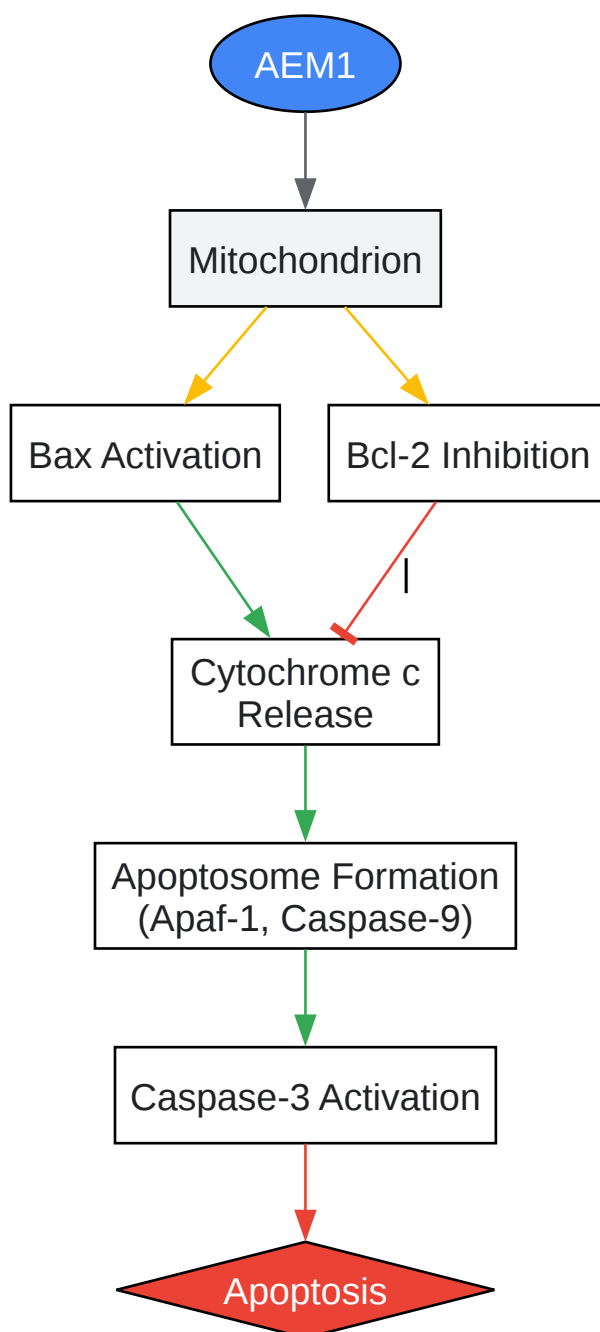 AEM1
Mitochondrion
Bax Activation
Bcl-2 Inhibition
|
Cytochrome c
Release
Apoptosome Formation
(Apaf-1, Caspase-9)
Caspase-3 Activation
Apoptosis